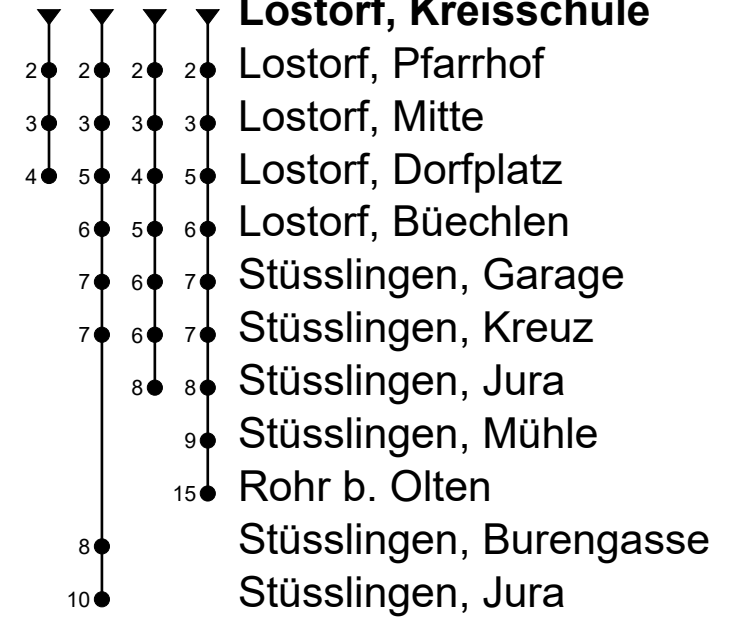 Lostorf, Kreisschule
2 2 2 2 Lostorf, Pfarrhof
3 3 3 3 Lostorf, Mitte
4 5 4 5 Lostorf, Dorfplatz
6 5 6 Lostorf, Büechlen
7 6 7 Stüsslingen, Garage
7 6 7 Stüsslingen, Kreuz
8 8 Stüsslingen, Jura
9 Stüsslingen, Mühle
15 Rohr b. Olten
8 Stüsslingen, Burengasse
10 Stüsslingen, Jura